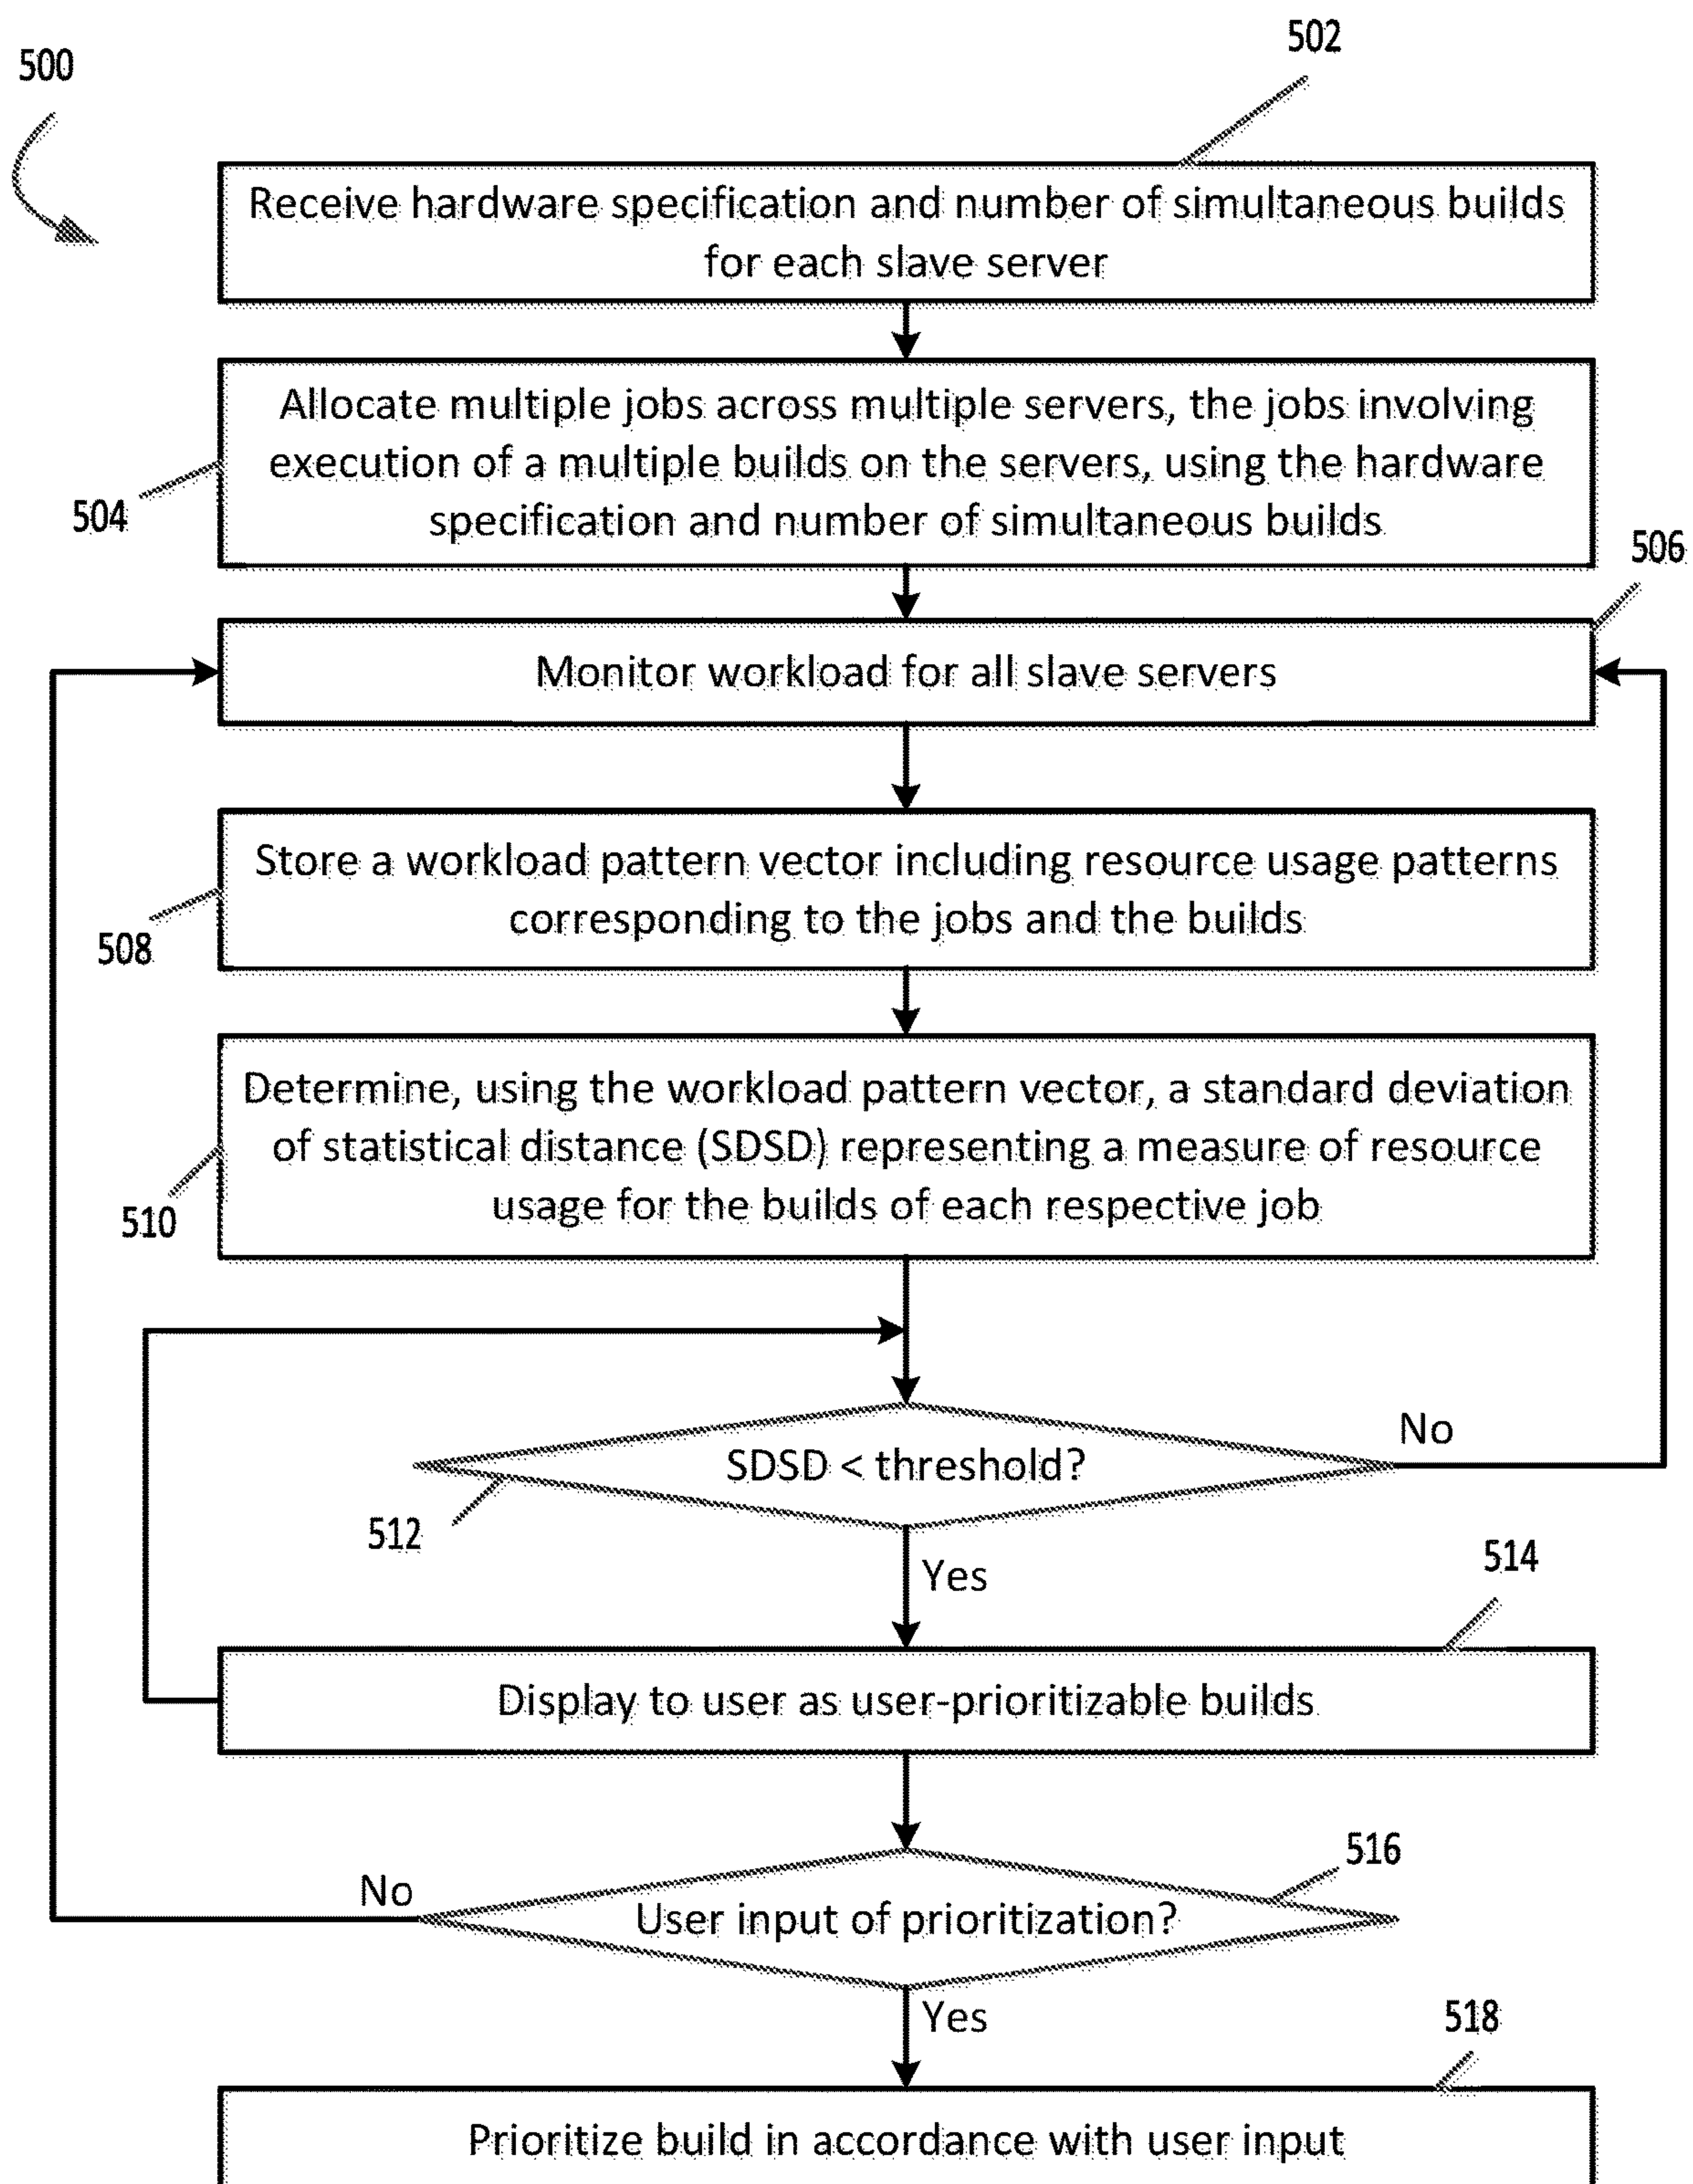 502
500
Receive hardware specification and number of simultaneous builds
for each slave server
Allocate multiple jobs across multiple servers, the jobs involving
execution of a multiple builds on the servers, using the hardware
specification and number of simultaneous builds
504
506
Monitor workload for all slave servers
Store a workload pattern vector including resource usage patterns
corresponding to the jobs and the builds
508
Determine, using the workload pattern vector, a standard deviation
of statistical distance (SDSD) representing a measure of resource
usage for the builds of each respective job
510
No
SDSD < threshold?
512
Yes
514
Display to user as user-prioritizable builds
516
No
User input of prioritization?
Yes
518
Prioritize build in accordance with user input